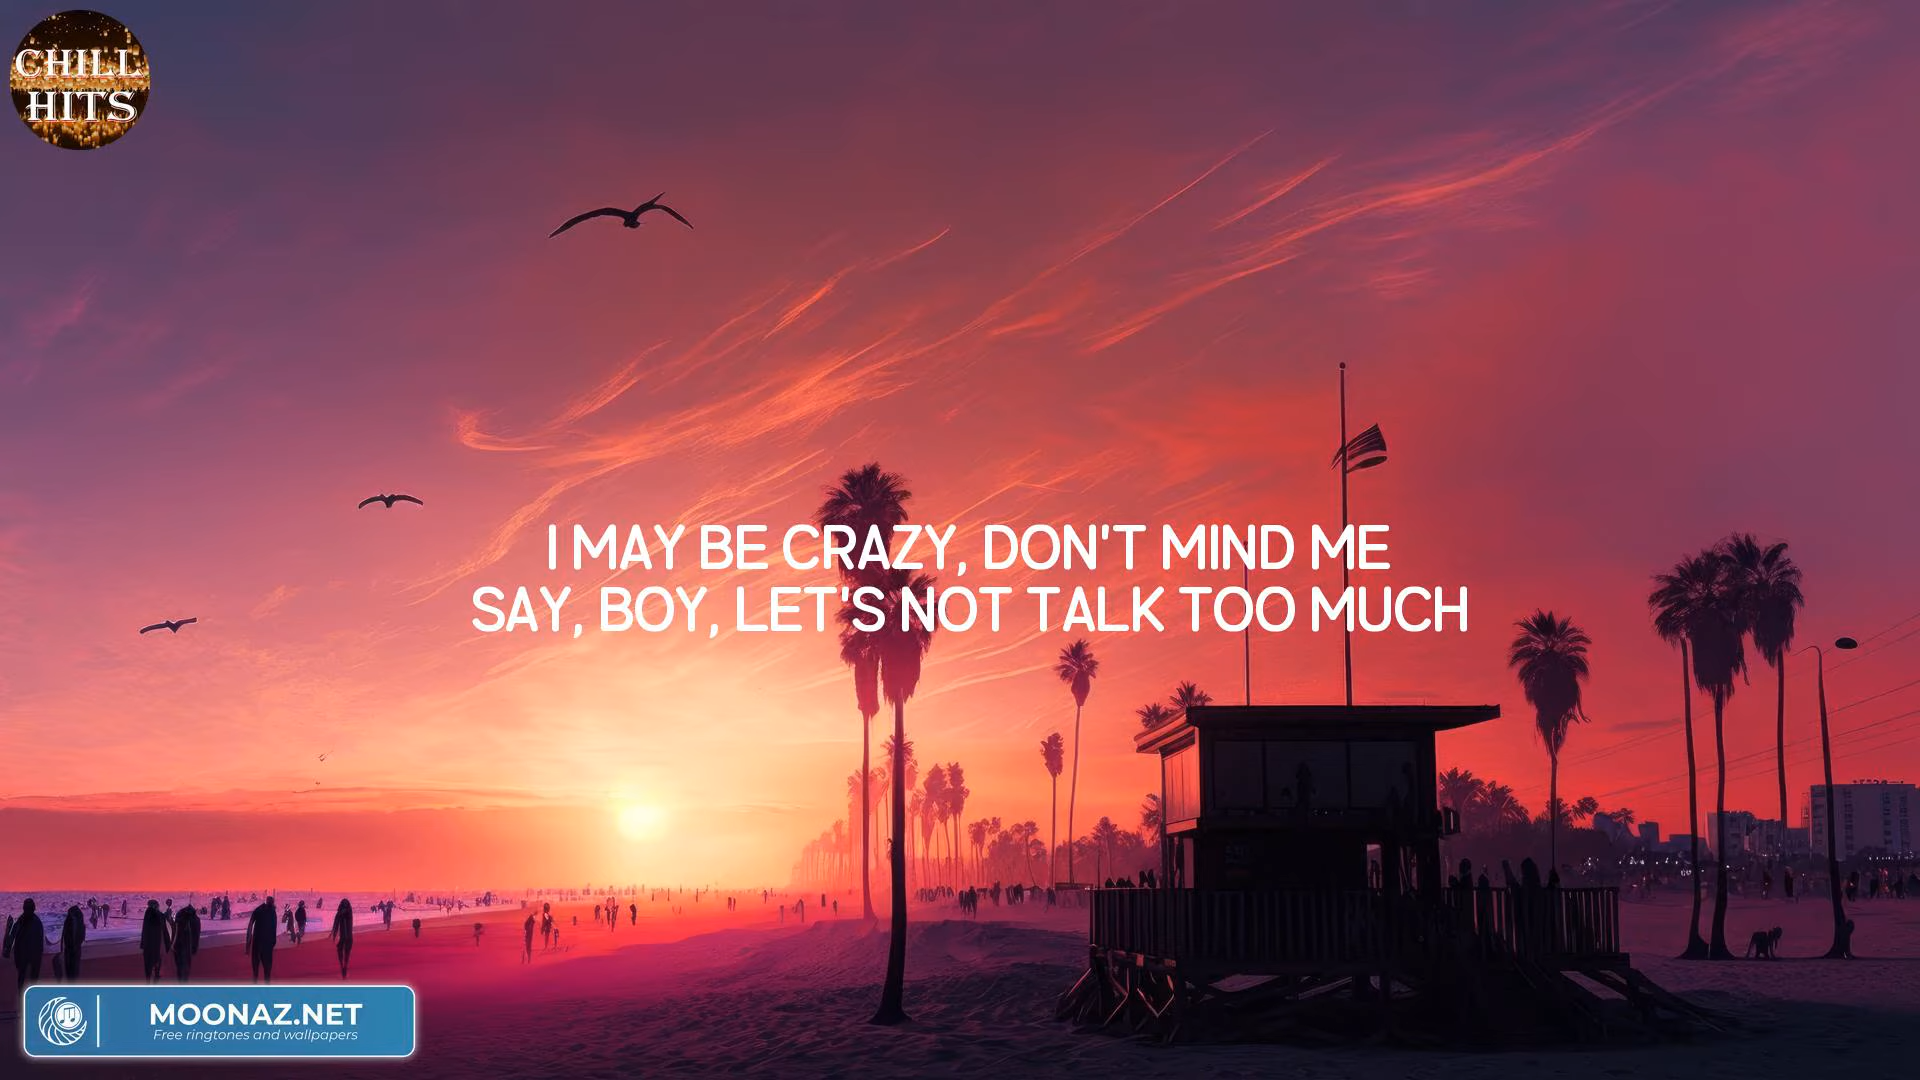 CHILL
HITS
I MAY BE CRAZY, DON'T MIND ME
SAY, BOY, LET'S NOT TALK TOO MUCH
MOONAZ.NET
Free ringtones and wallpapers